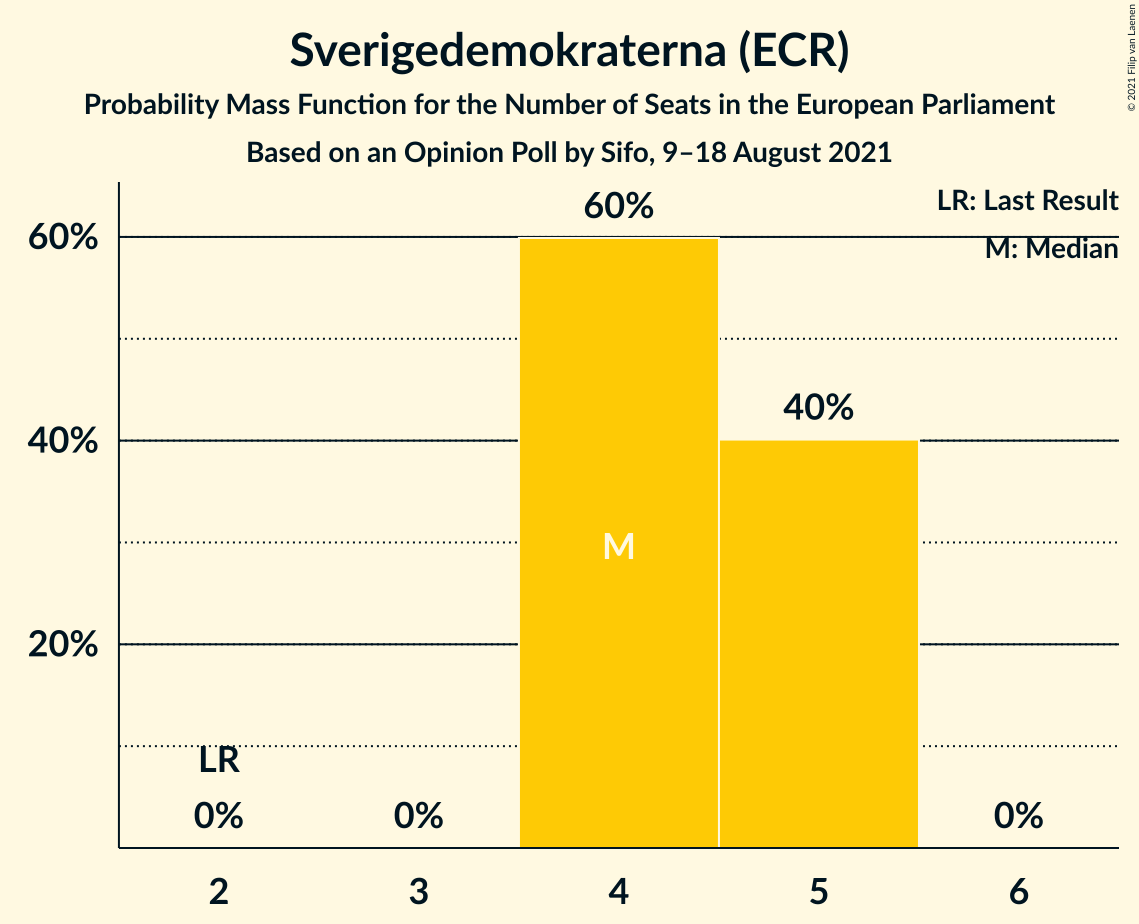 Sverigedemokraterna (ECR)
Probability Mass Function for the Number of Seats in the European Parliament
Based on an Opinion Poll by Sifo, 9–18 August 2021
© 2021 Filip van Laenen
LR: Last Result
M: Median
60%
40%
20%
60%
40%
M
LR
0%
0%
0%
2
3
4
5
6